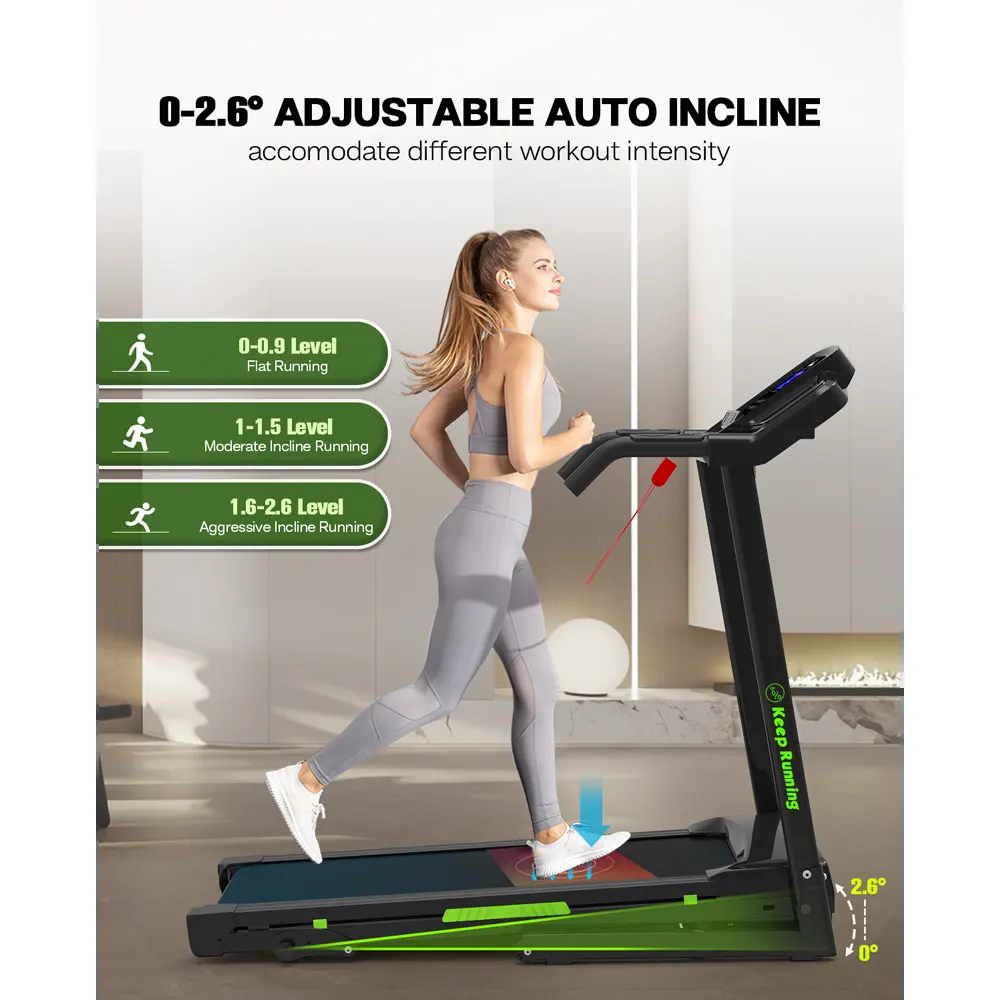 0-2.6° ADJUSTABLE AUTO INCLINE
accomodate different workout intensity
0-0.9 Level
Flat Running
1-1.5 Level
Moderate Incline Running
1.6-2.6 Level
Aggressive Incline Running
Keep Running
2.6°
0°